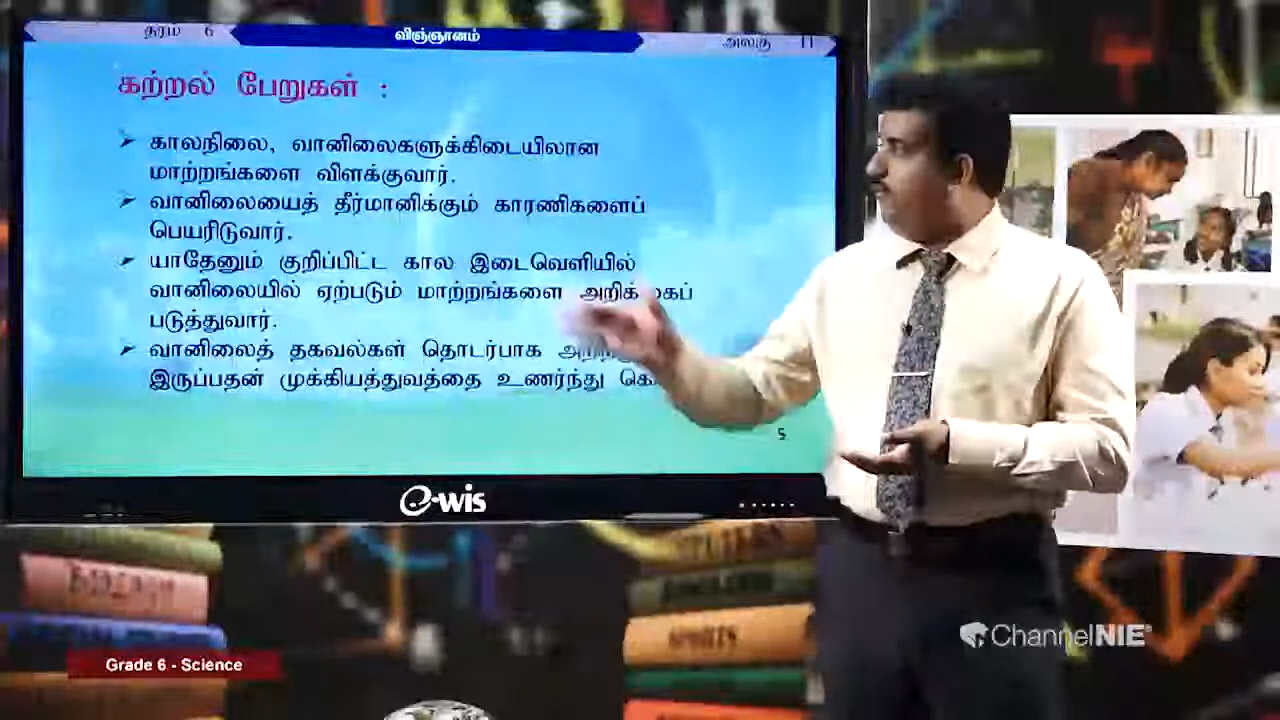 தரம் 6
விஞ்ஞானம்
அலகு 11
கற்றல் பேறுகள் :
➤ காலநிலை, வானிலைகளுக்கிடையிலான
மாற்றங்களை விளக்குவார்.
➤ வானிலையைத் தீர்மானிக்கும் காரணிகளைப்
பெயரிடுவார்.
➤ யாதேனும் குறிப்பிட்ட கால இடைவெளியில்
வானிலையில் ஏற்படும் மாற்றங்களை
படுத்துவார்.
➤ வானிலைத் தகவல்கள் தொடர்பாக
இருப்பதன் முக்கியத்துவத்தை உணர்ந்து
5
e-wis
SPORTS
ChannelNIE
Grade 6 - Science